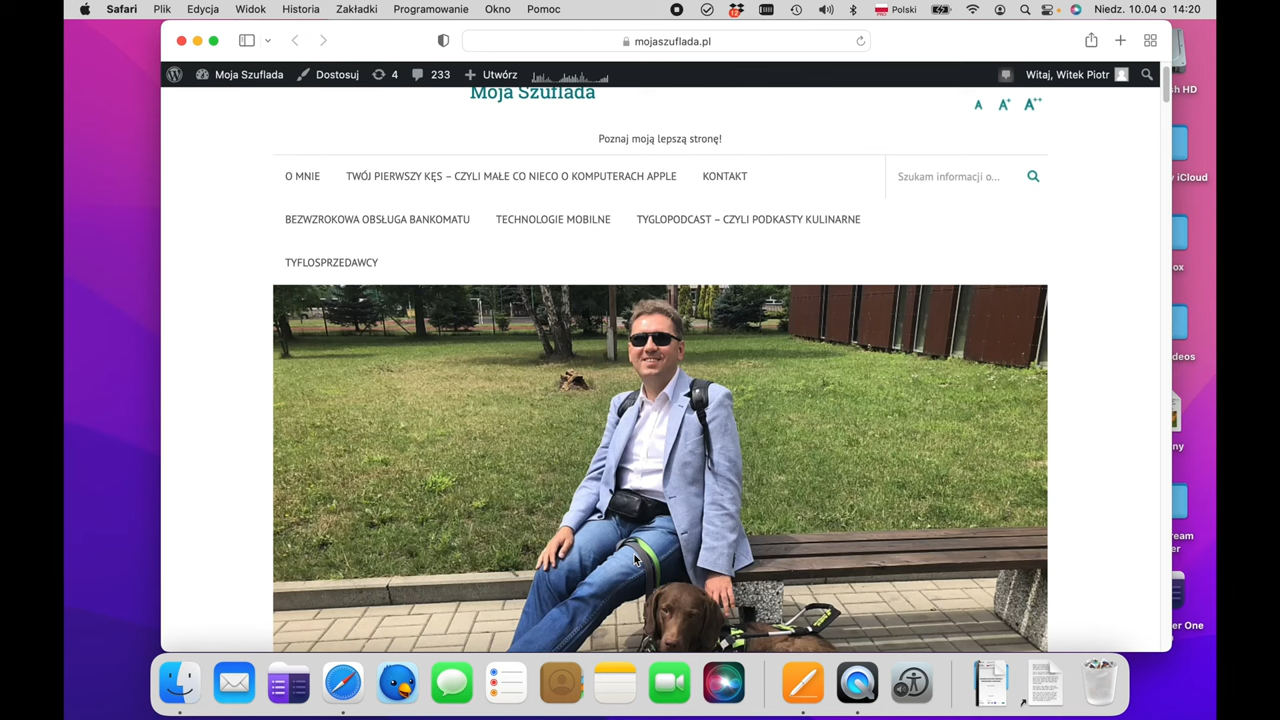 Safari Plik Edycja Widok Historia Zakładki Programowanie Okno Pomoc 12 Polski Niedz. 10.04 o 14:20
mojaszuflada.pl
Moja Szuflada Dostosuj 4 233 Utwórz Witaj, Witek Piotr
Moja Szuflada
A A+ A++
Poznaj moją lepszą stronę!
O MNIE TWÓJ PIERWSZY KĘS – CZYLI MAŁE CO NIECO O KOMPUTERACH APPLE KONTAKT
Szukam informacji o...
BEZWZROKOWA OBSŁUGA BANKOMATU TECHNOLOGIE MOBILNE TYGLOPODCAST – CZYLI PODKASTY KULINARNE
TYFLOSPRZEDAWCY
HD
iCloud